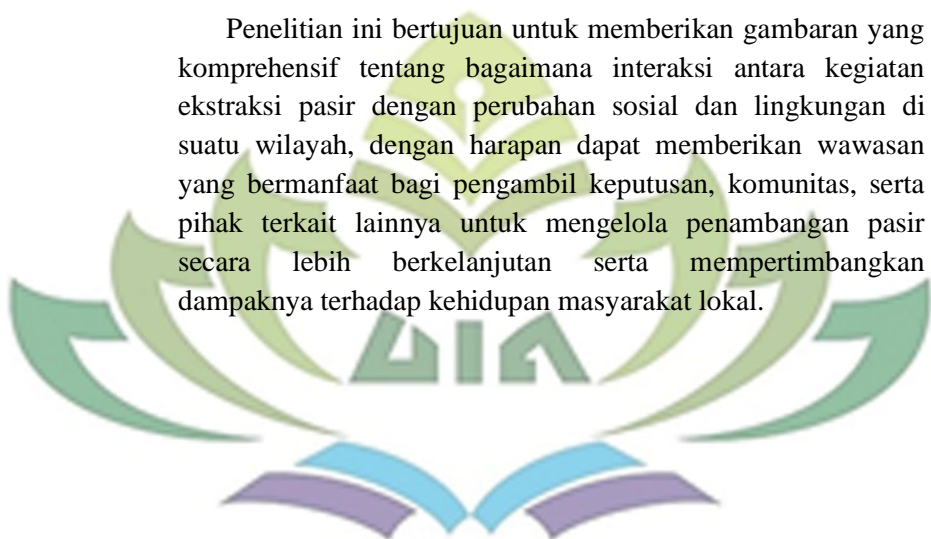 Penelitian ini bertujuan untuk memberikan gambaran yang
komprehensif tentang bagaimana interaksi antara kegiatan
ekstraksi pasir dengan perubahan sosial dan lingkungan di
suatu wilayah, dengan harapan dapat memberikan wawasan
yang bermanfaat bagi pengambil keputusan, komunitas, serta
pihak terkait lainnya untuk mengelola penambangan pasir
secara lebih berkelanjutan serta mempertimbangkan
dampaknya terhadap kehidupan masyarakat lokal.
UIN